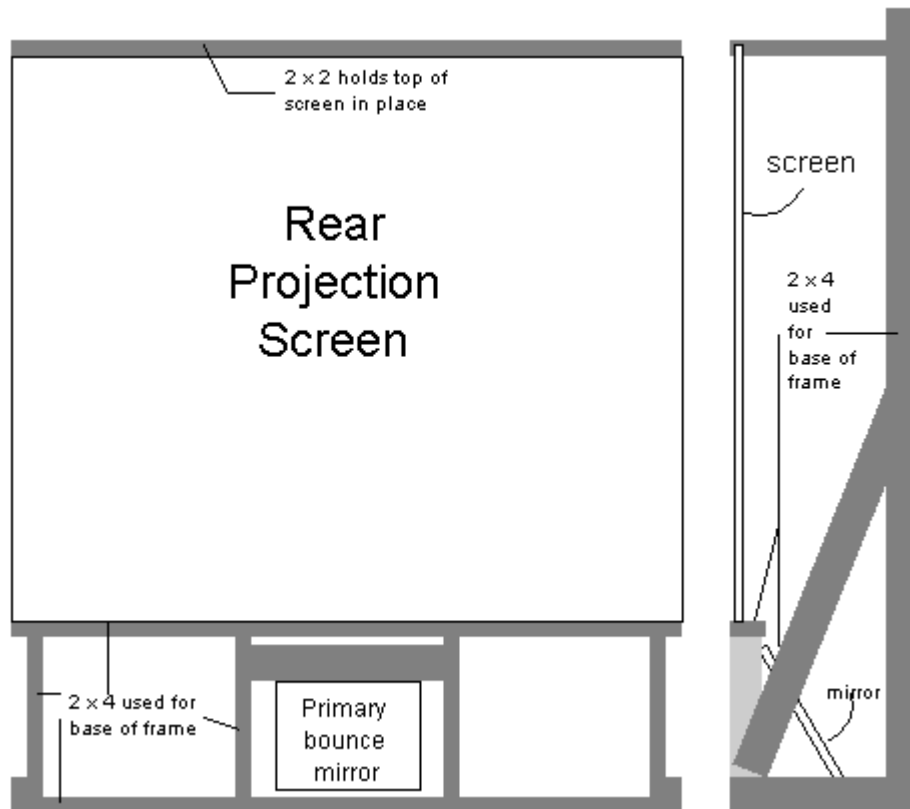 2 x 2 holds top of
screen in place
Rear
Projection
Screen
2 x 4 used for
base of frame
Primary
bounce
mirror
screen
2 x 4
used
for
base of
frame
mirror